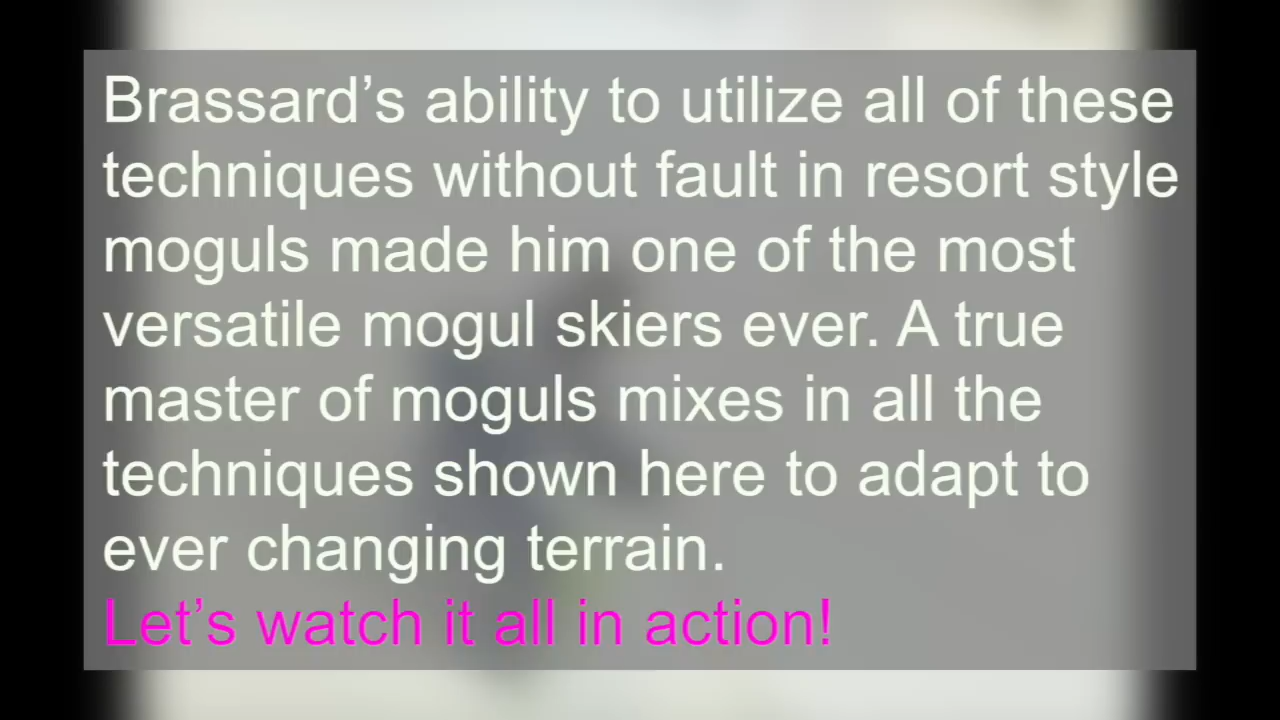 Brassard’s ability to utilize all of these
techniques without fault in resort style
moguls made him one of the most
versatile mogul skiers ever. A true
master of moguls mixes in all the
techniques shown here to adapt to
ever changing terrain.
Let’s watch it all in action!